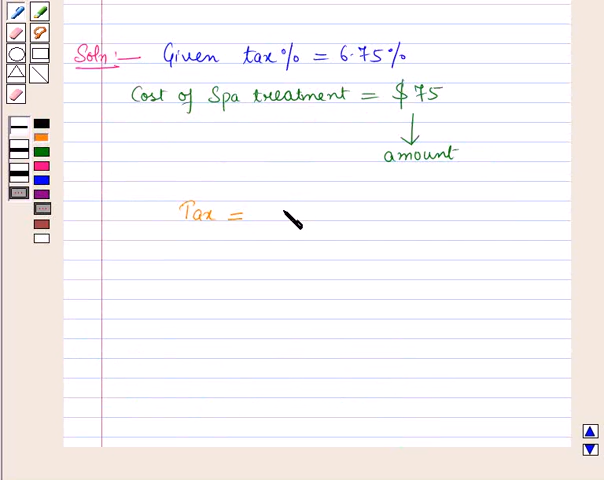 Soln:- Given tax% = 6.75%
Cost of Spa treatment = $75
↓
amount
Tax =